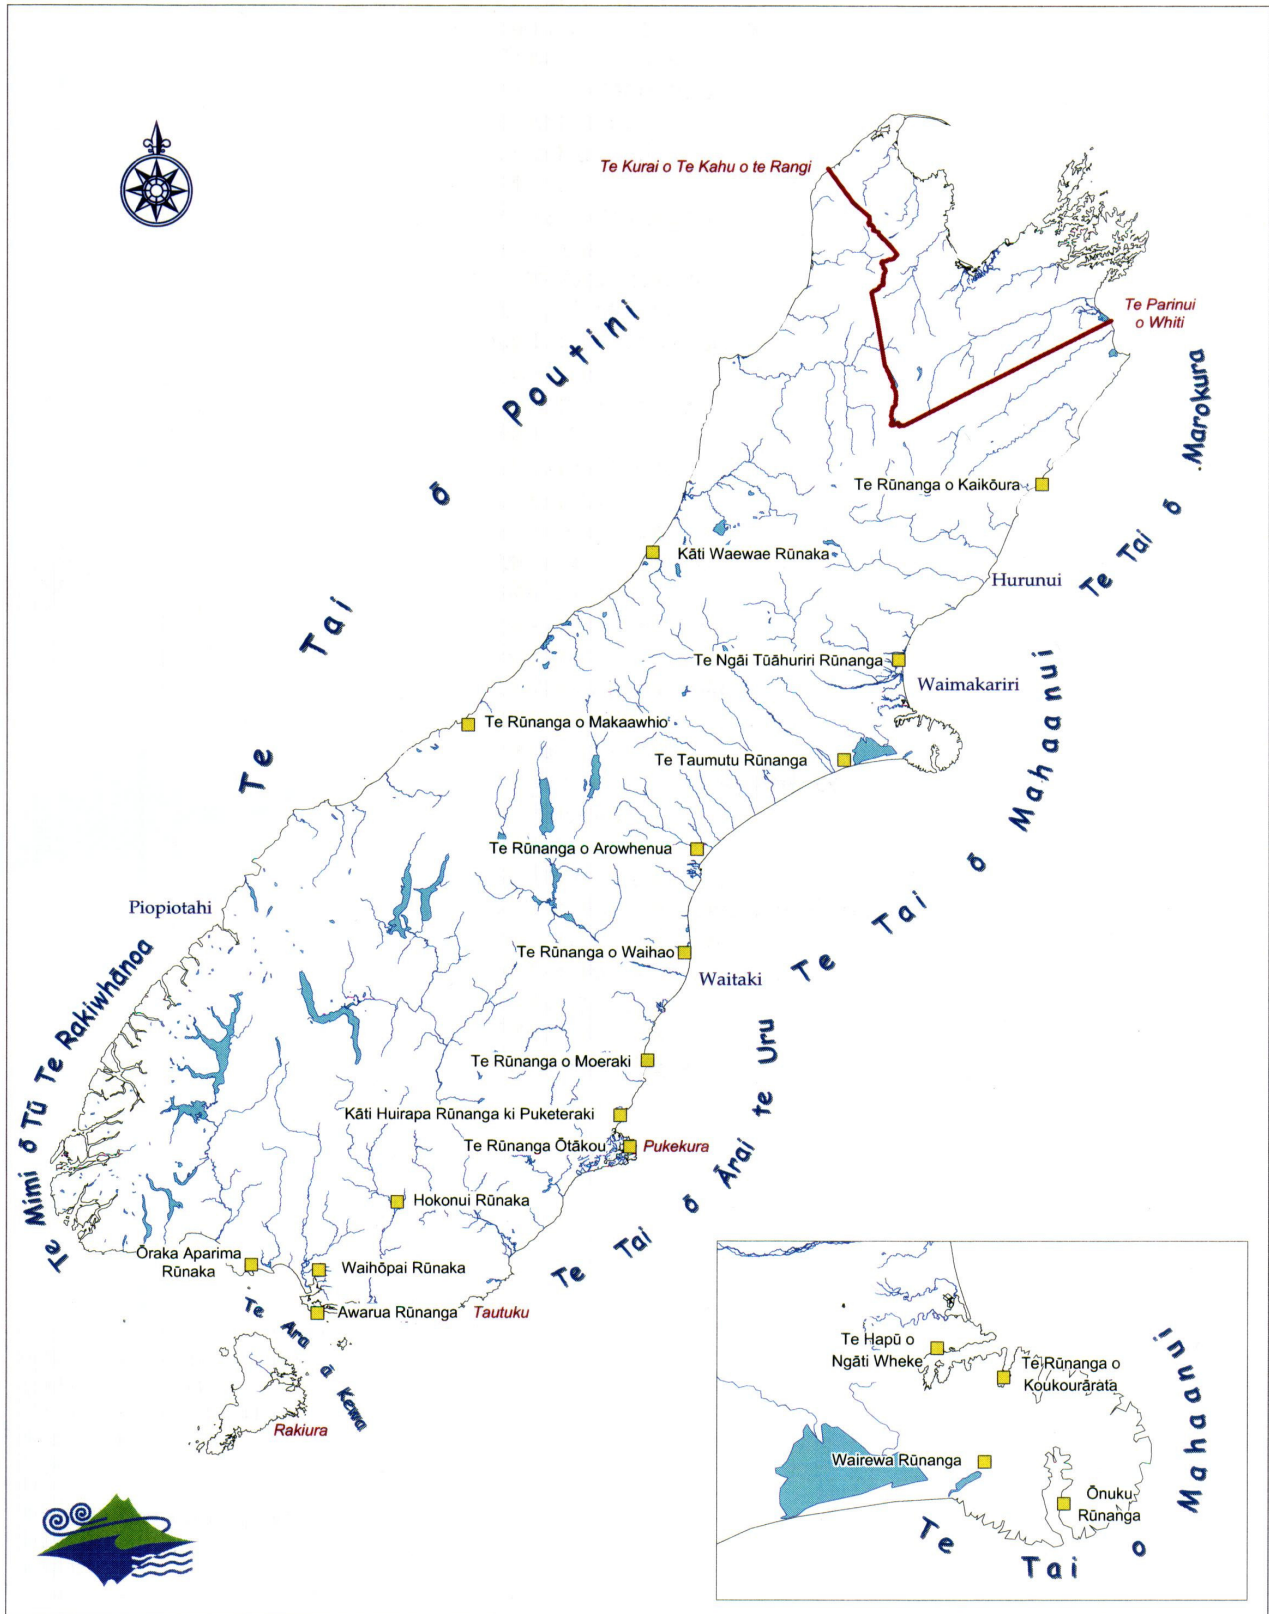 Te Kurai o Te Kahu o te Rangi
Te Parinui
o Whiti
Te Tai ō Poutini
Te Tai ō Marokura
Te Rūnanga o Kaikōura
Kāti Waewae Rūnaka
Hurunui
Te Ngāi Tūāhuriri Rūnanga
Waimakariri
Te Rūnanga o Makaawhio
Te Taumutu Rūnanga
Te Tai ō Mahaanui
Te Rūnanga o Arowhenua
Piopiotahi
Te Rūnanga o Waihao
Waitaki
Te Mimi ō Tū Te Rakiwhānoa
Te Rūnanga o Moeraki
Kāti Huirapa Rūnanga ki Puketeraki
Te Rūnanga Ōtākou
Pukekura
Te Tai ō Ārai te Uru
Hokonui Rūnaka
Ōraka Aparima
Rūnaka
Waihōpai Rūnaka
Awarua Rūnanga
Tautuku
Te Ara ā Kewa
Rakiura
Te Hapū o
Ngāti Wheke
Te Rūnanga o
Koukourārata
Wairewa Rūnanga
Ōnuku
Rūnanga
Te Tai o Mahaanui